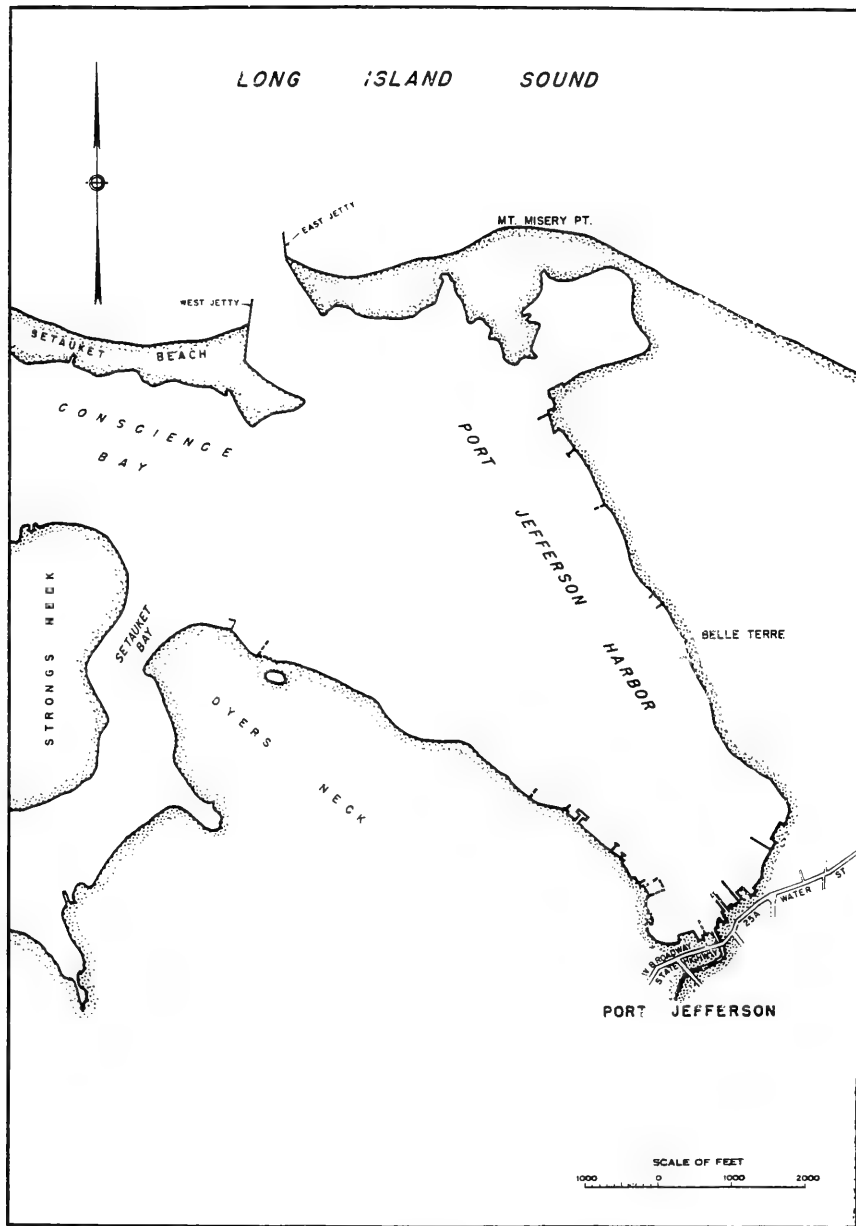 LONG ISLAND SOUND
EAST JETTY
MT. MISERY PT.
WEST JETTY
SETAUKET BEACH
CONSCIENCE
BAY
PORT JEFFERSON HARBOR
STRONGS NECK
SETAUKET
BAY
BELLE TERRE
DYERS NECK
WATER ST
25A
W. BROADWAY
STATE HIGHWAY
PORT JEFFERSON
SCALE OF FEET
1000 0 1000 2000